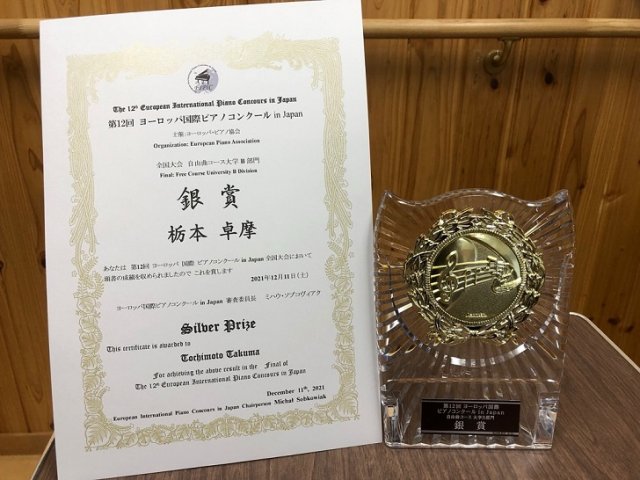 The 12th European International Piano Concours in Japan
第12回 ヨーロッパ国際ピアノコンクール in Japan
主催:ヨーロッパ・ピアノ協会
Organization: European Piano Association
全国大会 自由曲コース大学 B 部門
Final: Free Course University B Division
銀賞
栃本 卓摩
あなたは 第12回 ヨーロッパ 国際 ピアノコンクール in Japan 全国大会において
頭書の成績を収められましたので これを賞します
2021年12月11日(土)
ヨーロッパ国際ピアノコンクール in Japan 審査委員長 ミハウ・ソブコヴィアク
Silver Prize
This certificate is awarded to
Tochimoto Takuma
For achieving the above result in the Final of
The 12th European International Piano Concours in Japan
December 11th, 2021
European International Piano Concours in Japan Chairperson Michał Sobkowiak
第12回 ヨーロッパ国際
ピアノコンクール in Japan
自由曲コース 大学B部門
銀 賞